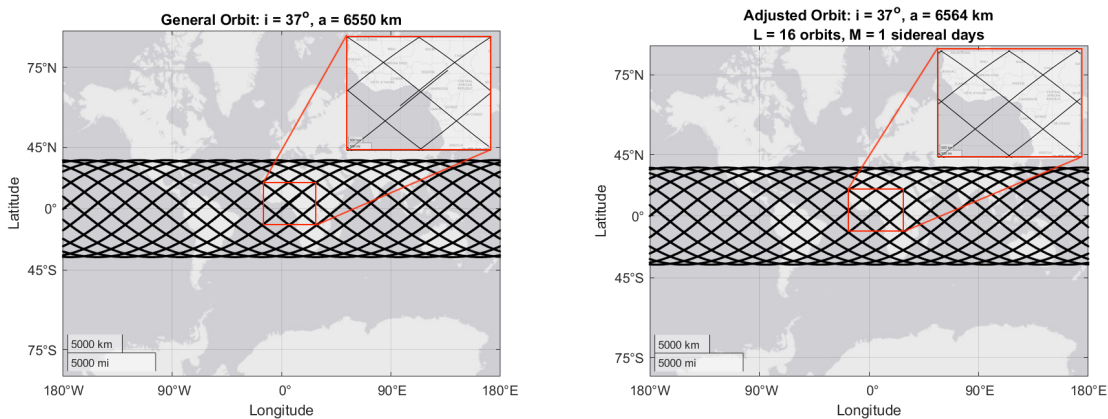 General Orbit: i = 37°, a = 6550 km
75°N
45°N
0°
45°S
75°S
Latitude
5000 km
5000 mi
180°W
90°W
0°
90°E
180°E
Longitude
Adjusted Orbit: i = 37°, a = 6564 km
L = 16 orbits, M = 1 sidereal days
75°N
45°N
0°
45°S
75°S
Latitude
5000 km
5000 mi
180°W
90°W
0°
90°E
180°E
Longitude